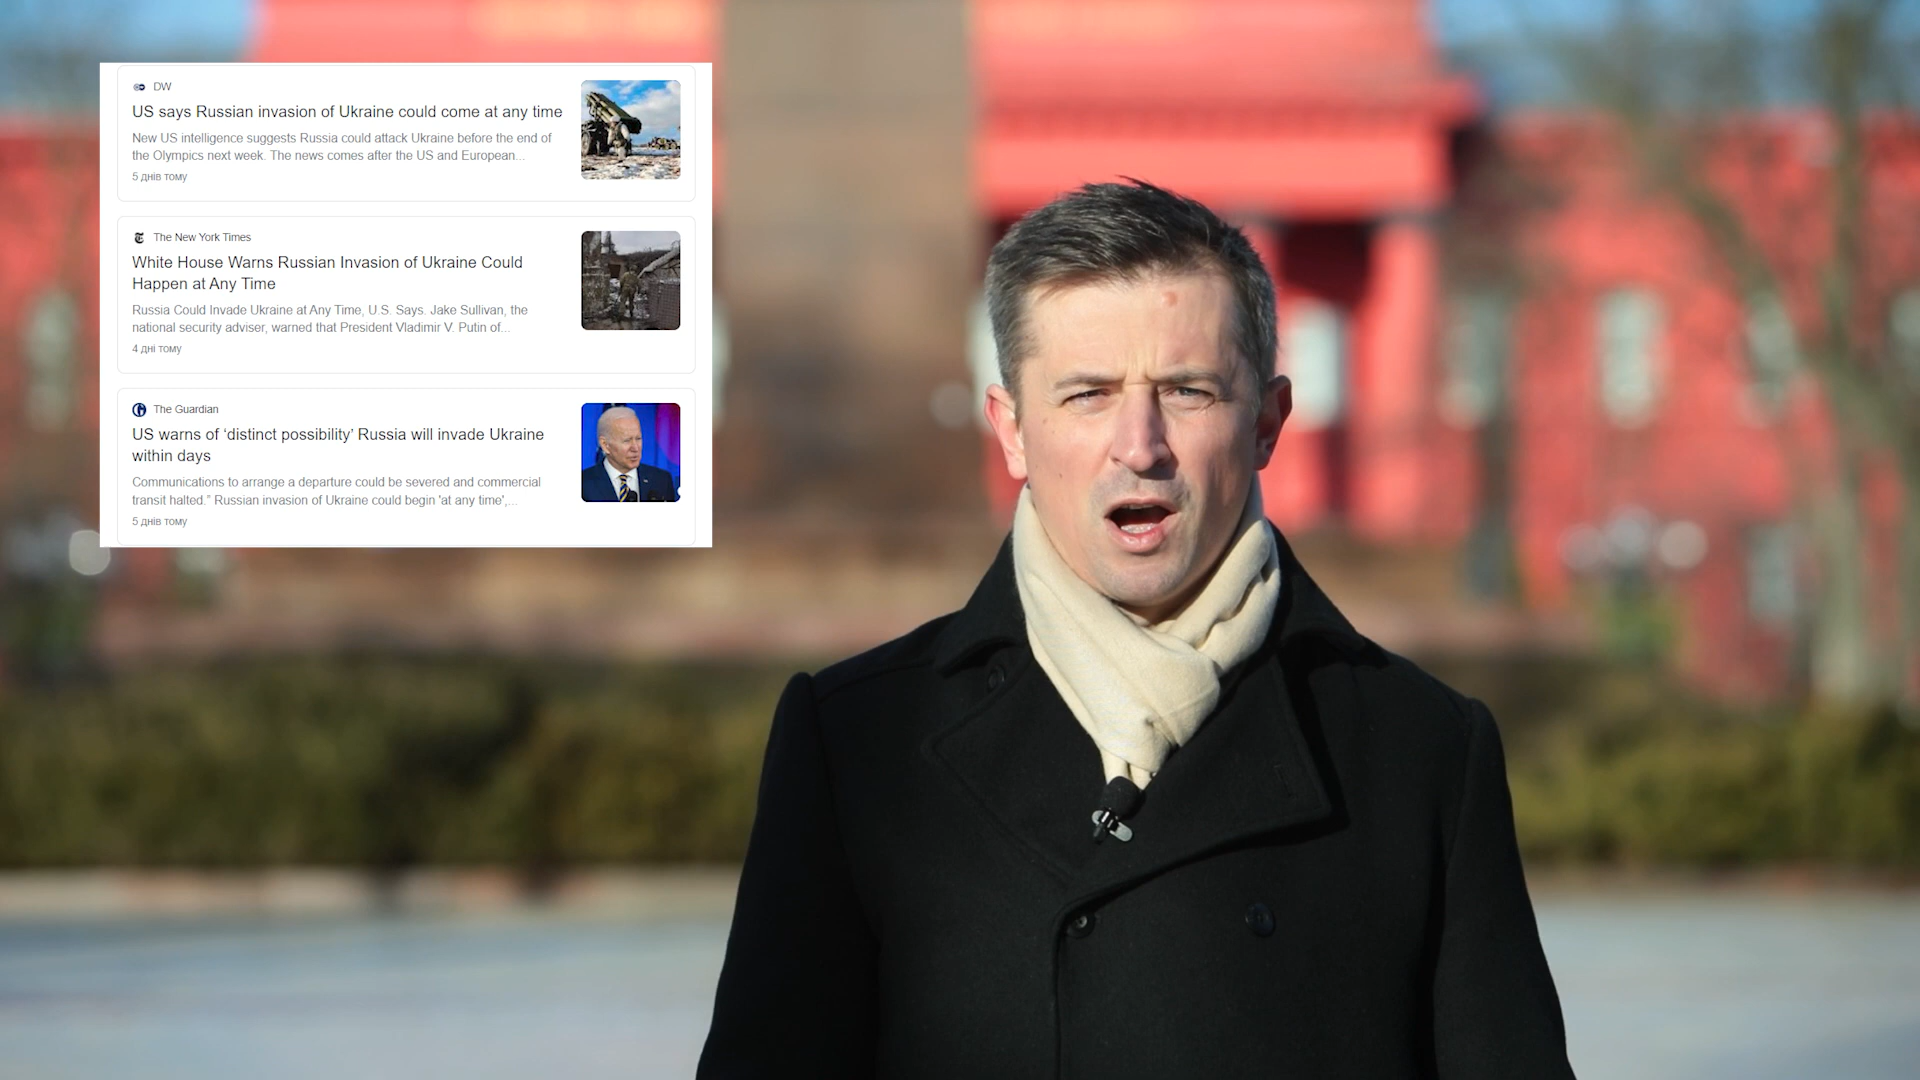 DW
US says Russian invasion of Ukraine could come at any time
New US intelligence suggests Russia could attack Ukraine before the end of
the Olympics next week. The news comes after the US and European...
5 днів тому
The New York Times
White House Warns Russian Invasion of Ukraine Could
Happen at Any Time
Russia Could Invade Ukraine at Any Time, U.S. Says. Jake Sullivan, the
national security adviser, warned that President Vladimir V. Putin of...
4 дні тому
The Guardian
US warns of ‘distinct possibility’ Russia will invade Ukraine
within days
Communications to arrange a departure could be severed and commercial
transit halted.” Russian invasion of Ukraine could begin 'at any time',...
5 днів тому